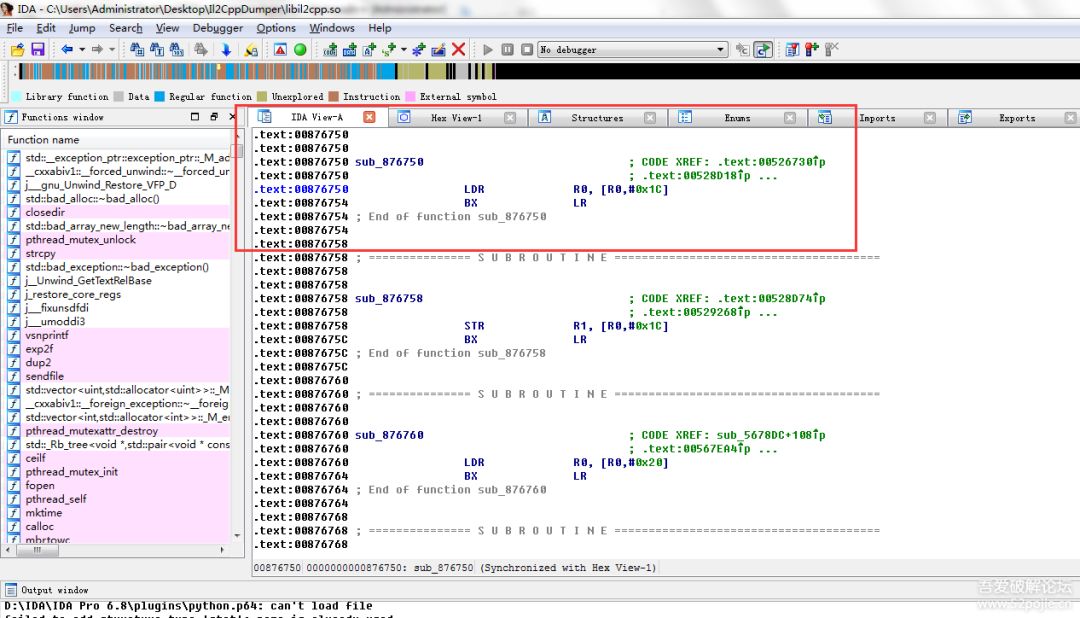 IDA - C:\Users\Administrator\Desktop\Il2CppDumper\libil2cpp.so
File Edit Jump Search View Debugger Options Windows Help
No debugger
Library function Data Regular function Unexplored Instruction External symbol
Functions window
IDA View-A Hex View-1 Structures Enums Imports Exports
Function name
std::__exception_ptr::exception_ptr::_M_ad
__cxxabiv1::__forced_unwind::~__forced_un
j___gnu_Unwind_Restore_VFP_D
std::bad_alloc::~bad_alloc()
closedir
std::bad_array_new_length::~bad_array_ne
pthread_mutex_unlock
strcpy
std::bad_exception::~bad_exception()
j__Unwind_GetTextRelBase
j_restore_core_regs
j___fixunsdfdi
j___umoddi3
vsnprintf
exp2f
dup2
sendfile
std::vector<uint,std::allocator<uint>>::_M
__cxxabiv1::__foreign_exception::~__foreig
std::vector<int,std::allocator<int>>::_M_e
pthread_mutexattr_destroy
std::_Rb_tree<void *,std::pair<void * cons
ceilf
pthread_mutex_init
fopen
pthread_self
mktime
calloc
mbrtowc
.text:00876750
.text:00876750
.text:00876750 sub_876750 ; CODE XREF: .text:00526730↑p
.text:00876750 ; .text:00528D18↑p ...
.text:00876750 LDR R0, [R0,#0x1C]
.text:00876754 BX LR
.text:00876754 ; End of function sub_876750
.text:00876754
.text:00876758
.text:00876758 ; =============== S U B R O U T I N E =======================================
.text:00876758
.text:00876758
.text:00876758 sub_876758 ; CODE XREF: .text:00528D74↑p
.text:00876758 ; .text:00529268↑p ...
.text:00876758 STR R1, [R0,#0x1C]
.text:0087675C BX LR
.text:0087675C ; End of function sub_876758
.text:0087675C
.text:00876760
.text:00876760 ; =============== S U B R O U T I N E =======================================
.text:00876760
.text:00876760
.text:00876760 sub_876760 ; CODE XREF: sub_5678DC+108↑p
.text:00876760 ; .text:00567EA4↑p ...
.text:00876760 LDR R0, [R0,#0x20]
.text:00876764 BX LR
.text:00876764 ; End of function sub_876760
.text:00876764
.text:00876768
.text:00876768 ; =============== S U B R O U T I N E =======================================
.text:00876768
00876750 0000000000876750: sub_876750 (Synchronized with Hex View-1)
Output window
D:\IDA\IDA Pro 6.8\plugins\python.p64: can't load file
吾爱破解论坛
www.52pojie.cn